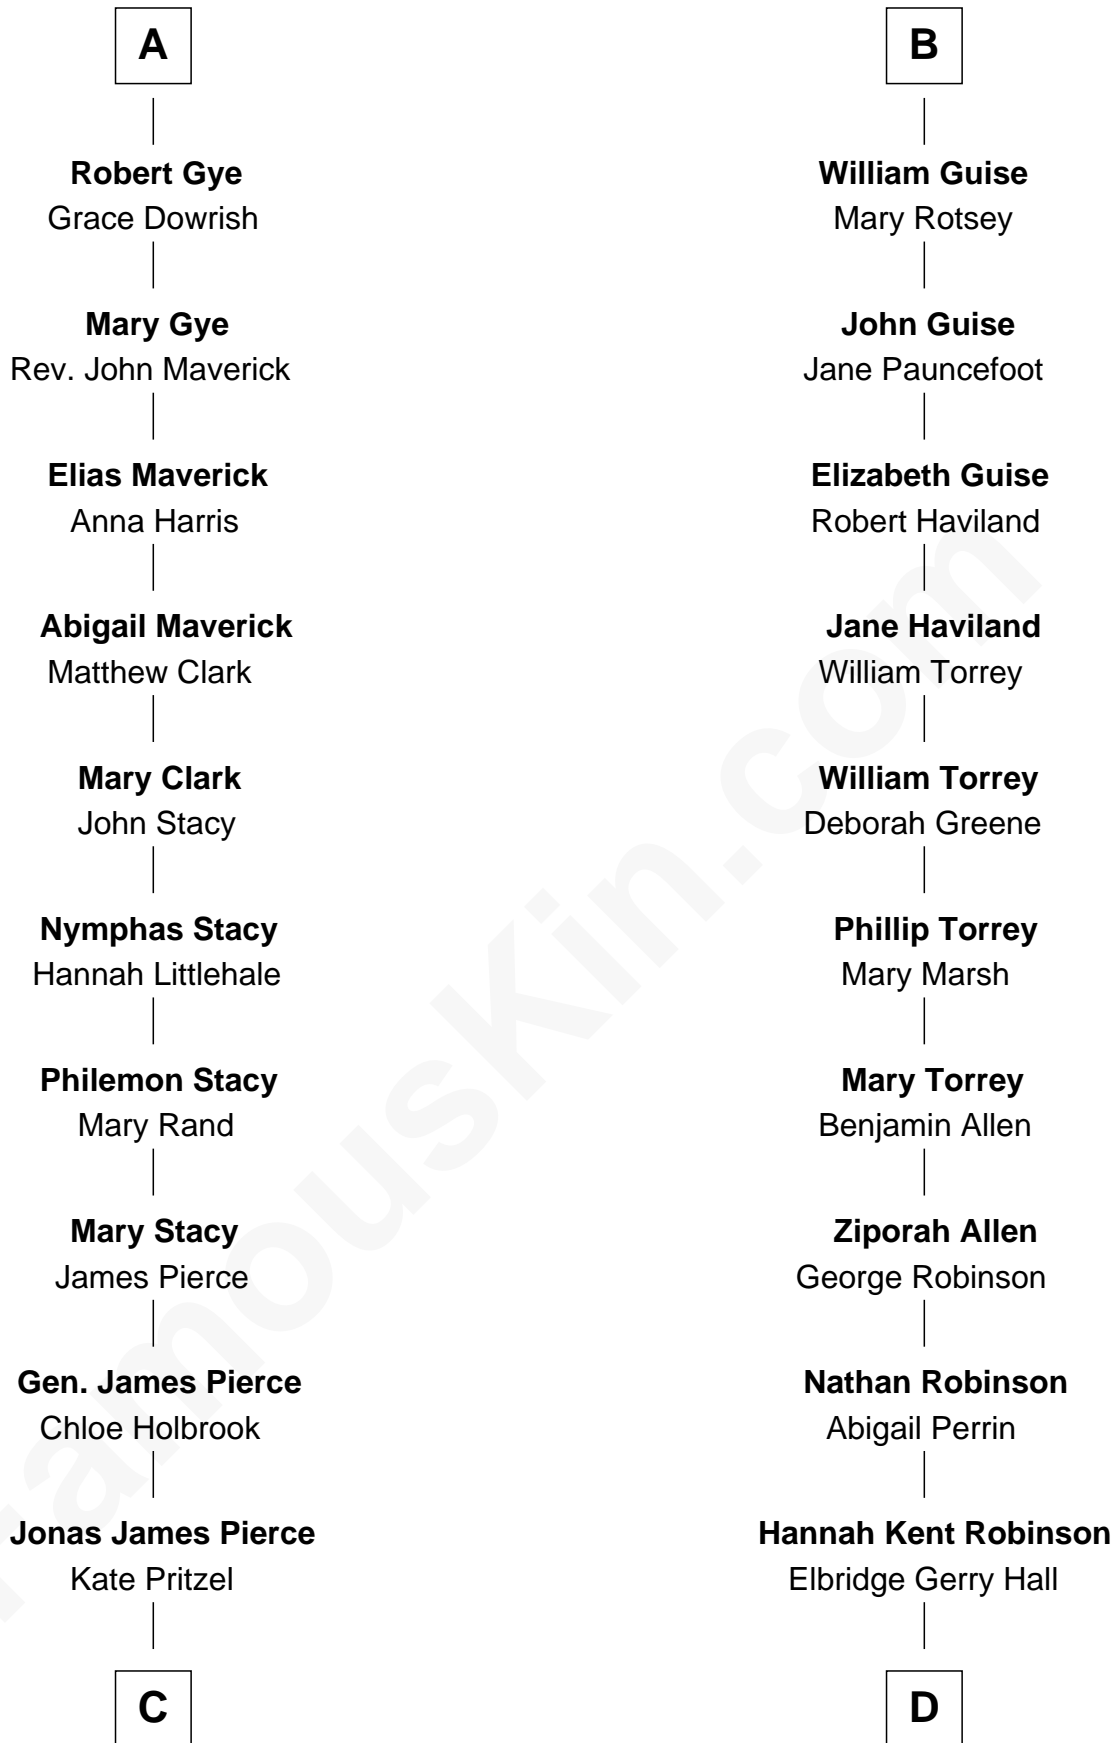 A
Robert Gye
Grace Dowrish
Mary Gye
Rev. John Maverick
Elias Maverick
Anna Harris
Abigail Maverick
Matthew Clark
Mary Clark
John Stacy
Nymphas Stacy
Hannah Littlehale
Philemon Stacy
Mary Rand
Mary Stacy
James Pierce
Gen. James Pierce
Chloe Holbrook
Jonas James Pierce
Kate Pritzel
C
B
William Guise
Mary Rotsey
John Guise
Jane Pauncefoot
Elizabeth Guise
Robert Haviland
Jane Haviland
William Torrey
William Torrey
Deborah Greene
Phillip Torrey
Mary Marsh
Mary Torrey
Benjamin Allen
Ziporah Allen
George Robinson
Nathan Robinson
Abigail Perrin
Hannah Kent Robinson
Elbridge Gerry Hall
D
FamousKin.com